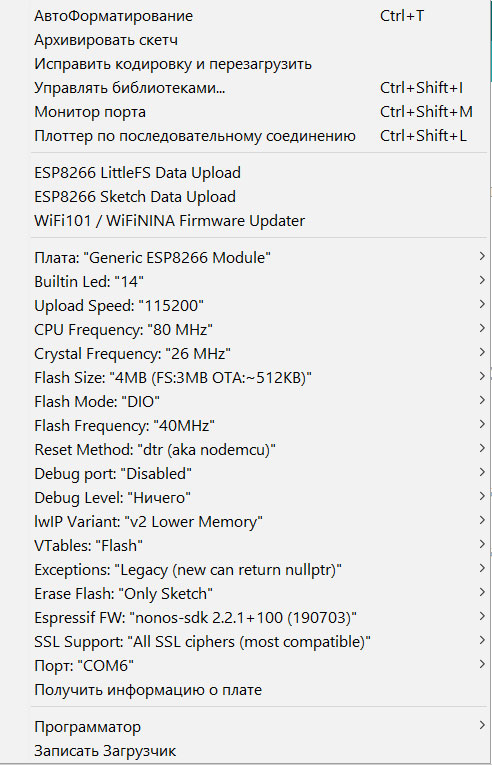 АвтоФорматирование Ctrl+T
Архивировать скетч
Исправить кодировку и перезагрузить
Управлять библиотеками... Ctrl+Shift+I
Монитор порта Ctrl+Shift+M
Плоттер по последовательному соединению Ctrl+Shift+L
ESP8266 LittleFS Data Upload
ESP8266 Sketch Data Upload
WiFi101 / WiFiNINA Firmware Updater
Плата: "Generic ESP8266 Module"
Builtin Led: "14"
Upload Speed: "115200"
CPU Frequency: "80 MHz"
Crystal Frequency: "26 MHz"
Flash Size: "4MB (FS:3MB OTA:~512KB)"
Flash Mode: "DIO"
Flash Frequency: "40MHz"
Reset Method: "dtr (aka nodemcu)"
Debug port: "Disabled"
Debug Level: "Ничего"
lwIP Variant: "v2 Lower Memory"
VTables: "Flash"
Exceptions: "Legacy (new can return nullptr)"
Erase Flash: "Only Sketch"
Espressif FW: "nonos-sdk 2.2.1+100 (190703)"
SSL Support: "All SSL ciphers (most compatible)"
Порт: "COM6"
Получить информацию о плате
Программатор
Записать Загрузчик